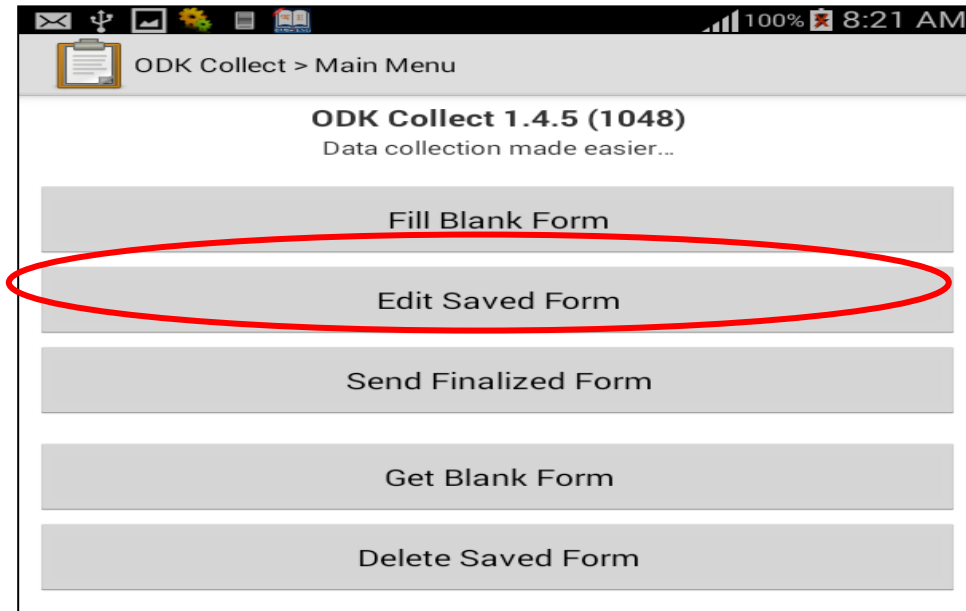 100% 8:21 AM
ODK Collect > Main Menu
ODK Collect 1.4.5 (1048)
Data collection made easier...
Fill Blank Form
Edit Saved Form
Send Finalized Form
Get Blank Form
Delete Saved Form